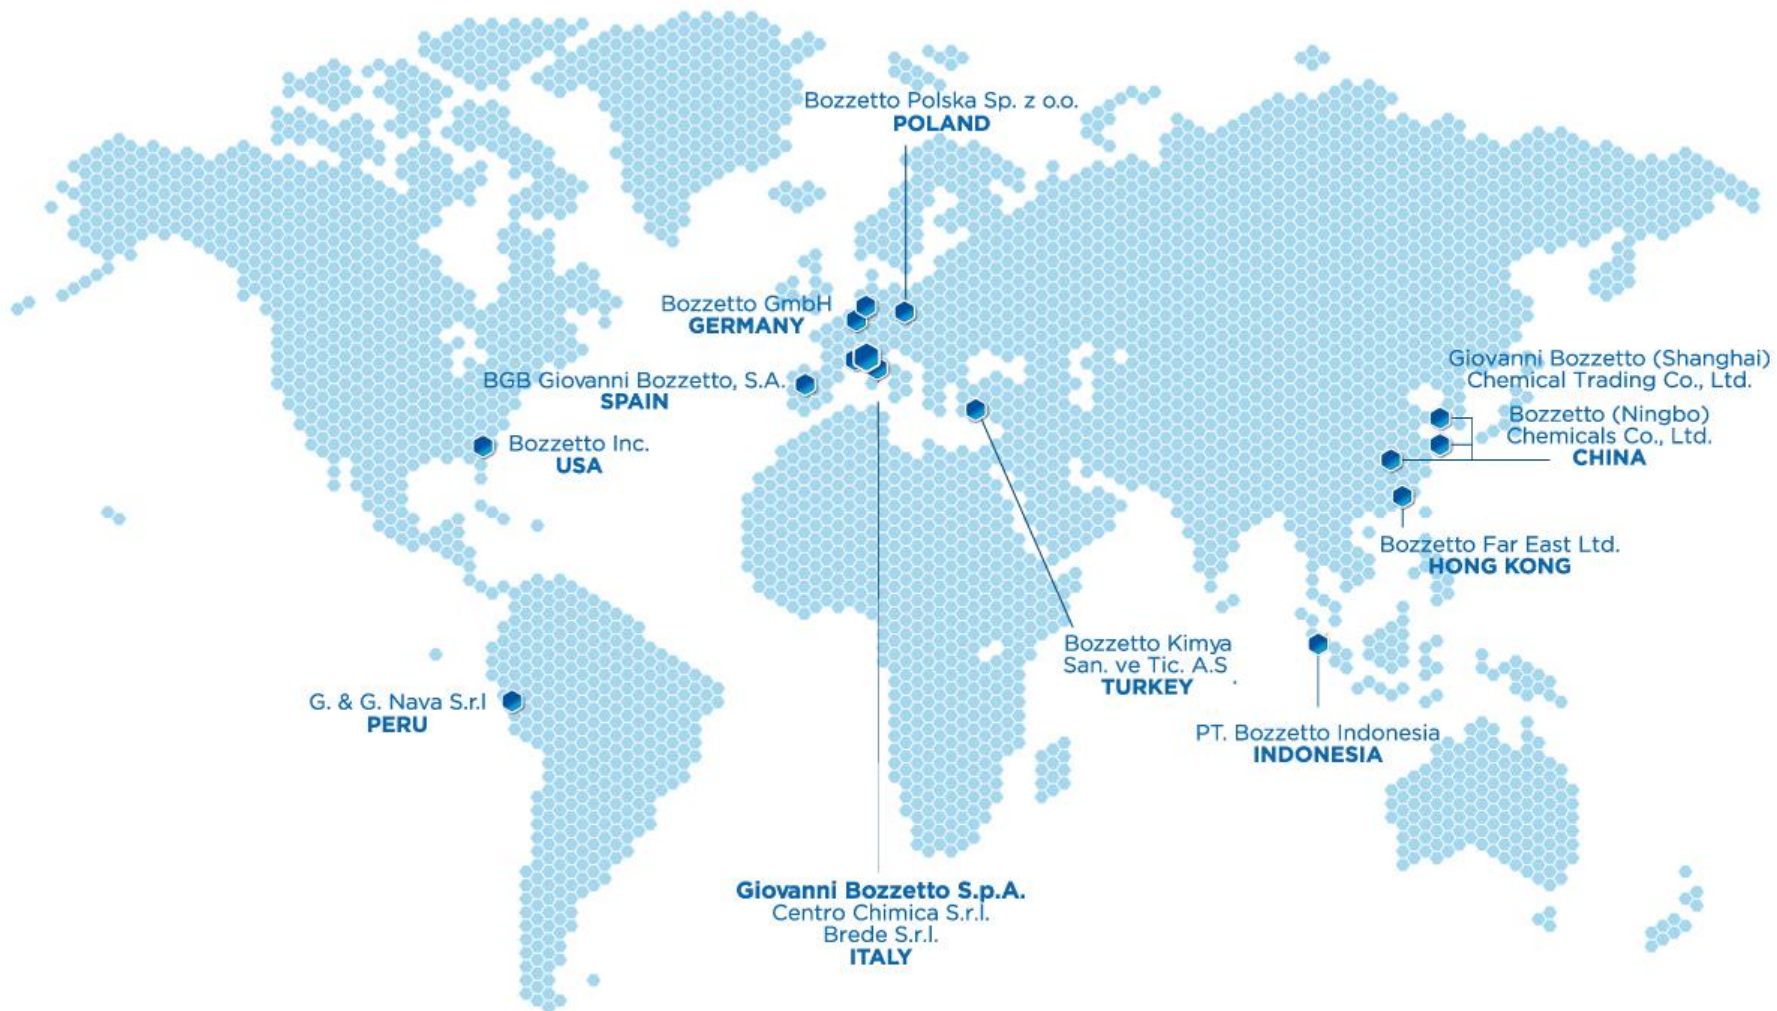 Bozzetto Polska Sp. z o.o.
POLAND
Bozzetto GmbH
GERMANY
BGB Giovanni Bozzetto, S.A.
SPAIN
Bozzetto Inc.
USA
Giovanni Bozzetto (Shanghai)
Chemical Trading Co., Ltd.
Bozzetto (Ningbo)
Chemicals Co., Ltd.
CHINA
Bozzetto Far East Ltd.
HONG KONG
Bozzetto Kimya
San. ve Tic. A.S
TURKEY
G. & G. Nava S.r.l
PERU
PT. Bozzetto Indonesia
INDONESIA
Giovanni Bozzetto S.p.A.
Centro Chimica S.r.l.
Brede S.r.l.
ITALY